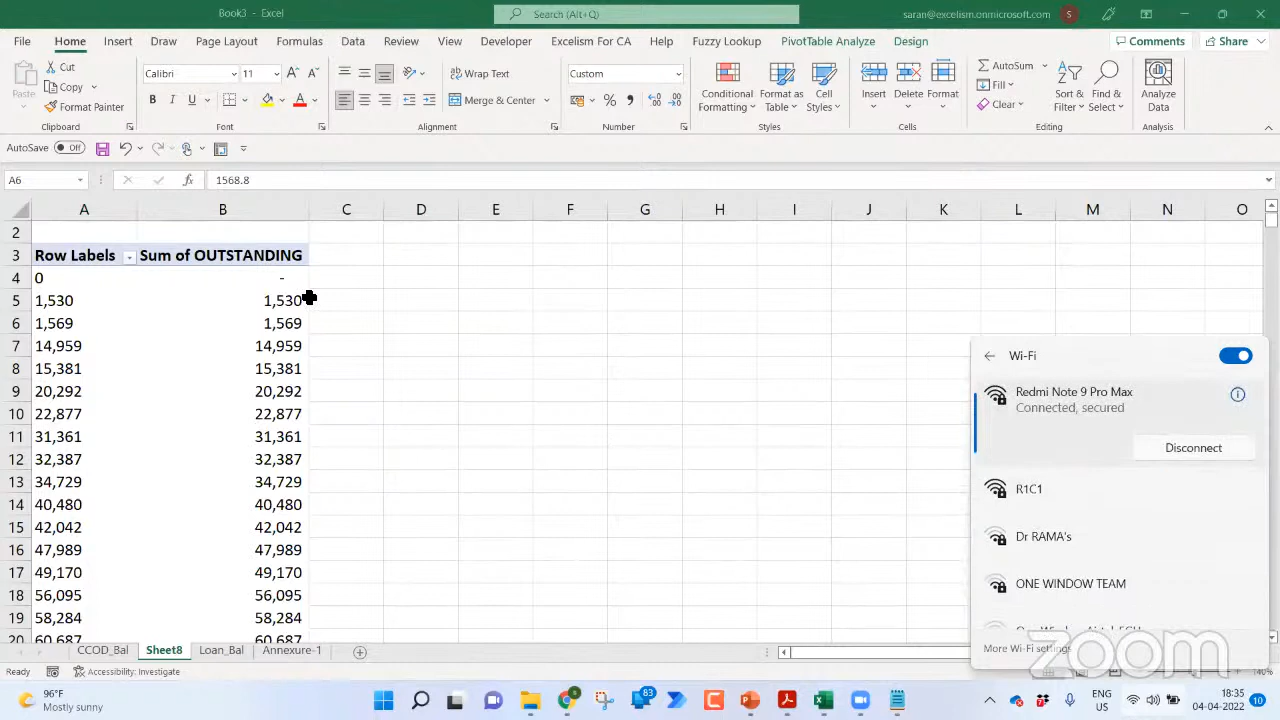 Book3 - Excel
Search (Alt+Q)
saran@excelism.onmicrosoft.com
S
File Home Insert Draw Page Layout Formulas Data Review View Developer Excelism For CA Help Fuzzy Lookup PivotTable Analyze Design
Comments Share
Paste
Cut
Copy
Format Painter
Clipboard
Calibri 11
B I U
Font
Wrap Text
Merge & Center
Alignment
Custom
Number
Conditional Formatting
Format as Table
Cell Styles
Styles
Insert Delete Format
Cells
AutoSum
Fill
Clear
Sort & Filter
Find & Select
Editing
Analyze Data
Analysis
AutoSave Off
A6 fx 1568.8
A B C D E F G H I J K L M N O
2
3 Row Labels Sum of OUTSTANDING
4 0 -
5 1,530 1,530
6 1,569 1,569
7 14,959 14,959
8 15,381 15,381
9 20,292 20,292
10 22,877 22,877
11 31,361 31,361
12 32,387 32,387
13 34,729 34,729
14 40,480 40,480
15 42,042 42,042
16 47,989 47,989
17 49,170 49,170
18 56,095 56,095
19 58,284 58,284
20 60,687 60,687
Wi-Fi
Redmi Note 9 Pro Max
Connected, secured
Disconnect
R1C1
Dr RAMA's
ONE WINDOW TEAM
More Wi-Fi settings
zoom
CCOD_Bal Sheet8 Loan_Bal Annexure-1
Ready Accessibility: Investigate
96°F
Mostly sunny
83
ENG
US
18:35
04-04-2022
10